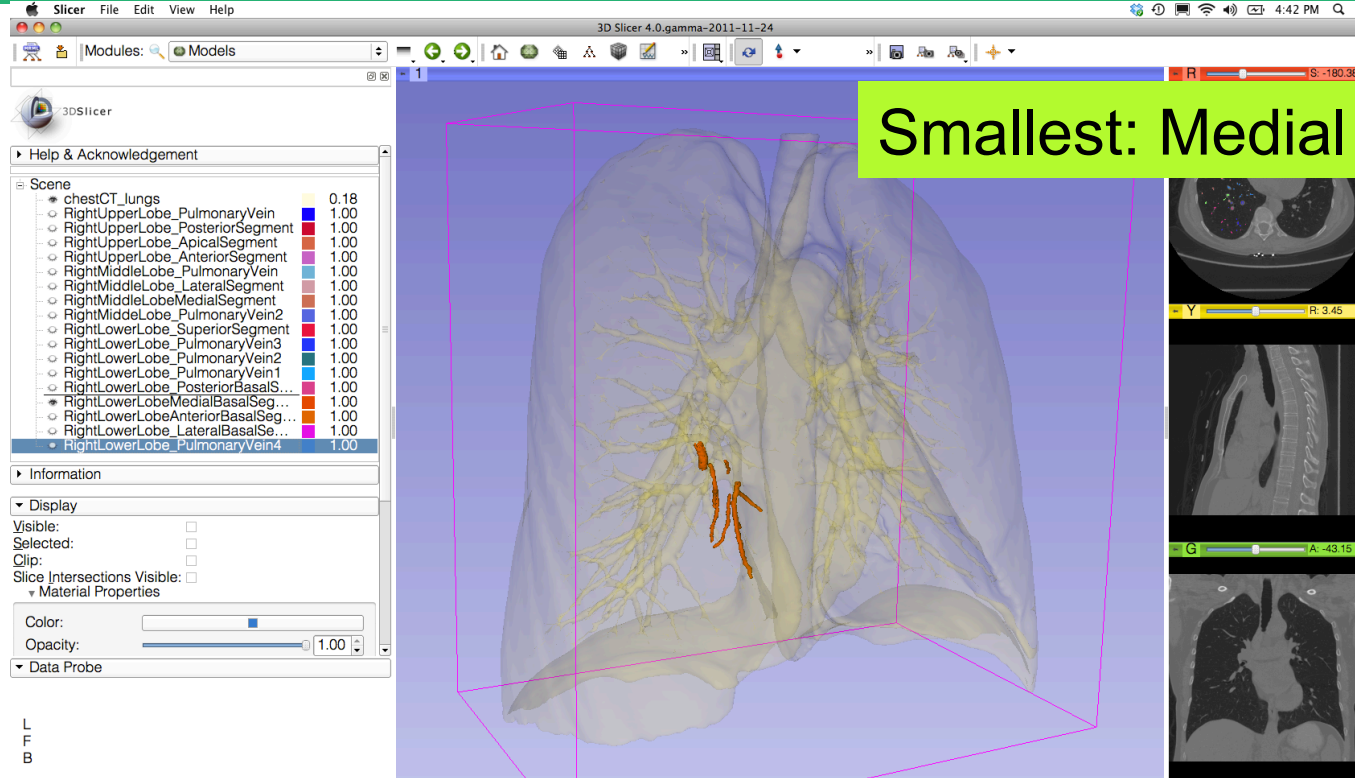 Slicer File Edit View Help 4:42 PM
3D Slicer 4.0.gamma-2011-11-24
Modules: Models
1
R S: -180.38
3DSlicer
Smallest: Medial
Help & Acknowledgement
Scene
chestCT_lungs 0.18
RightUpperLobe_PulmonaryVein 1.00
RightUpperLobe_PosteriorSegment 1.00
RightUpperLobe_ApicalSegment 1.00
RightUpperLobe_AnteriorSegment 1.00
RightMiddleLobe_PulmonaryVein 1.00
RightMiddleLobe_LateralSegment 1.00
RightMiddleLobeMedialSegment 1.00
RightMiddeLobe_PulmonaryVein2 1.00
RightLowerLobe_SuperiorSegment 1.00
RightLowerLobe_PulmonaryVein3 1.00
RightLowerLobe_PulmonaryVein2 1.00
RightLowerLobe_PulmonaryVein1 1.00
RightLowerLobe_PosteriorBasalS... 1.00
RightLowerLobeMedialBasalSeg... 1.00
RightLowerLobeAnteriorBasalSeg... 1.00
RightLowerLobe_LateralBasalSe... 1.00
RightLowerLobe_PulmonaryVein4 1.00
Y R: 3.45
Information
Display
Visible:
Selected:
Clip:
Slice Intersections Visible:
Material Properties
Color:
Opacity: 1.00
Data Probe
G A: -43.15
L
F
B